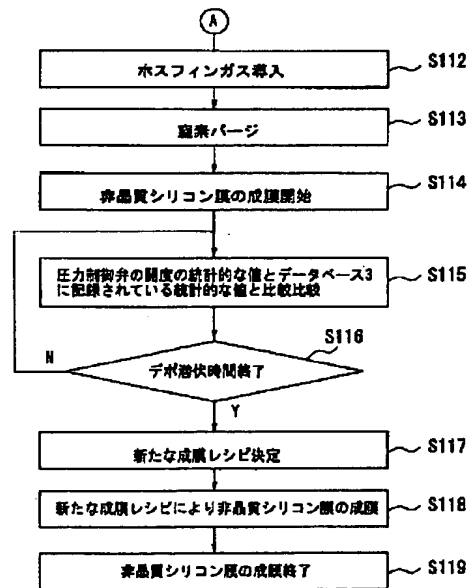 A
ホスフィンガス導入
S112
窒素パージ
S113
非晶質シリコン膜の成膜開始
S114
圧力制御弁の開度の統計的な値とデータベース3
に記録されている統計的な値と比較比較
S115
S116
デポ潜伏時間終了
N
Y
新たな成膜レシピ決定
S117
新たな成膜レシピにより非晶質シリコン膜の成膜
S118
非晶質シリコン膜の成膜終了
S119